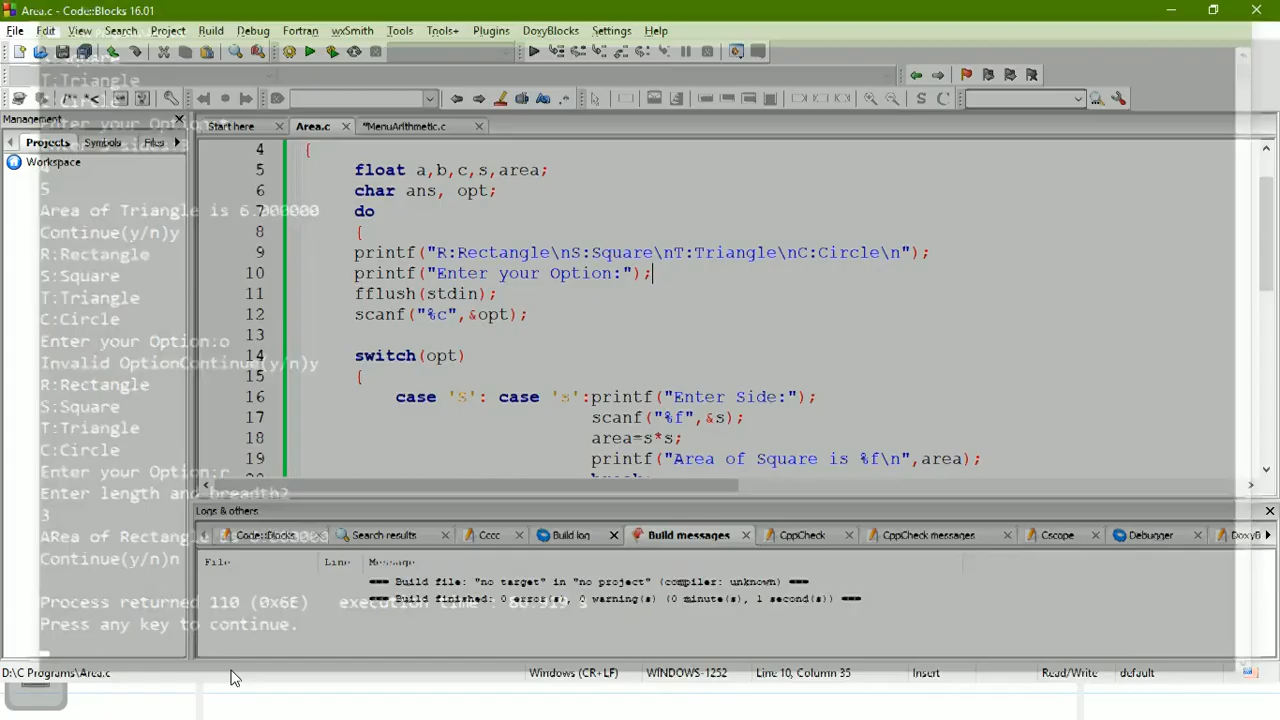 Area.c - Code::Blocks 16.01
File Edit View Search Project Build Debug Fortran wxSmith Tools Tools+ Plugins DoxyBlocks Settings Help
Management
Start here Area.c *MenuArithmetic.c
Projects Symbols Files
Workspace
4 {
5 float a,b,c,s,area;
6 char ans, opt;
7 do
8 {
9 printf("R:Rectangle\nS:Square\nT:Triangle\nC:Circle\n");
10 printf("Enter your Option:");
11 fflush(stdin);
12 scanf("%c",&opt);
13
14 switch(opt)
15 {
16 case 'S': case 's':printf("Enter Side:");
17 scanf("%f",&s);
18 area=s*s;
19 printf("Area of Square is %f\n",area);
T:Triangle
Enter your Option:
5
Area of Triangle is 6.000000
Continue(y/n)y
R:Rectangle
S:Square
T:Triangle
C:Circle
Enter your Option:o
Invalid OptionContinue(y/n)y
R:Rectangle
S:Square
T:Triangle
C:Circle
Enter your Option:r
Enter length and breadth2
3
ARea of Rectangle
Continue(y/n)n
Process returned 110 (0x6E) execution time : 80.919 s
Press any key to continue.
Logs & others
Code::Blocks Search results Cccc Build log Build messages CppCheck CppCheck messages Cscope Debugger DoxyB
File Line Message
=== Build file: "no target" in "no project" (compiler: unknown) ===
=== Build finished: 0 error(s), 0 warning(s) (0 minute(s), 1 second(s)) ===
D:\C Programs\Area.c Windows (CR+LF) WINDOWS-1252 Line 10, Column 35 Insert Read/Write default